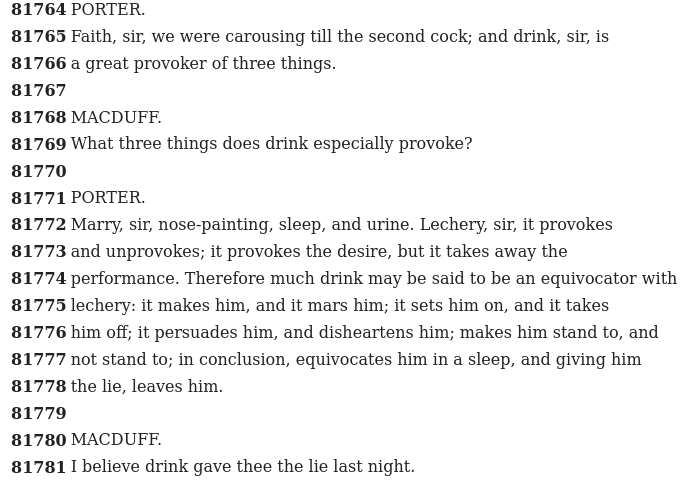 81764 PORTER.
81765 Faith, sir, we were carousing till the second cock; and drink, sir, is
81766 a great provoker of three things.
81767
81768 MACDUFF.
81769 What three things does drink especially provoke?
81770
81771 PORTER.
81772 Marry, sir, nose-painting, sleep, and urine. Lechery, sir, it provokes
81773 and unprovokes; it provokes the desire, but it takes away the
81774 performance. Therefore much drink may be said to be an equivocator with
81775 lechery: it makes him, and it mars him; it sets him on, and it takes
81776 him off; it persuades him, and disheartens him; makes him stand to, and
81777 not stand to; in conclusion, equivocates him in a sleep, and giving him
81778 the lie, leaves him.
81779
81780 MACDUFF.
81781 I believe drink gave thee the lie last night.